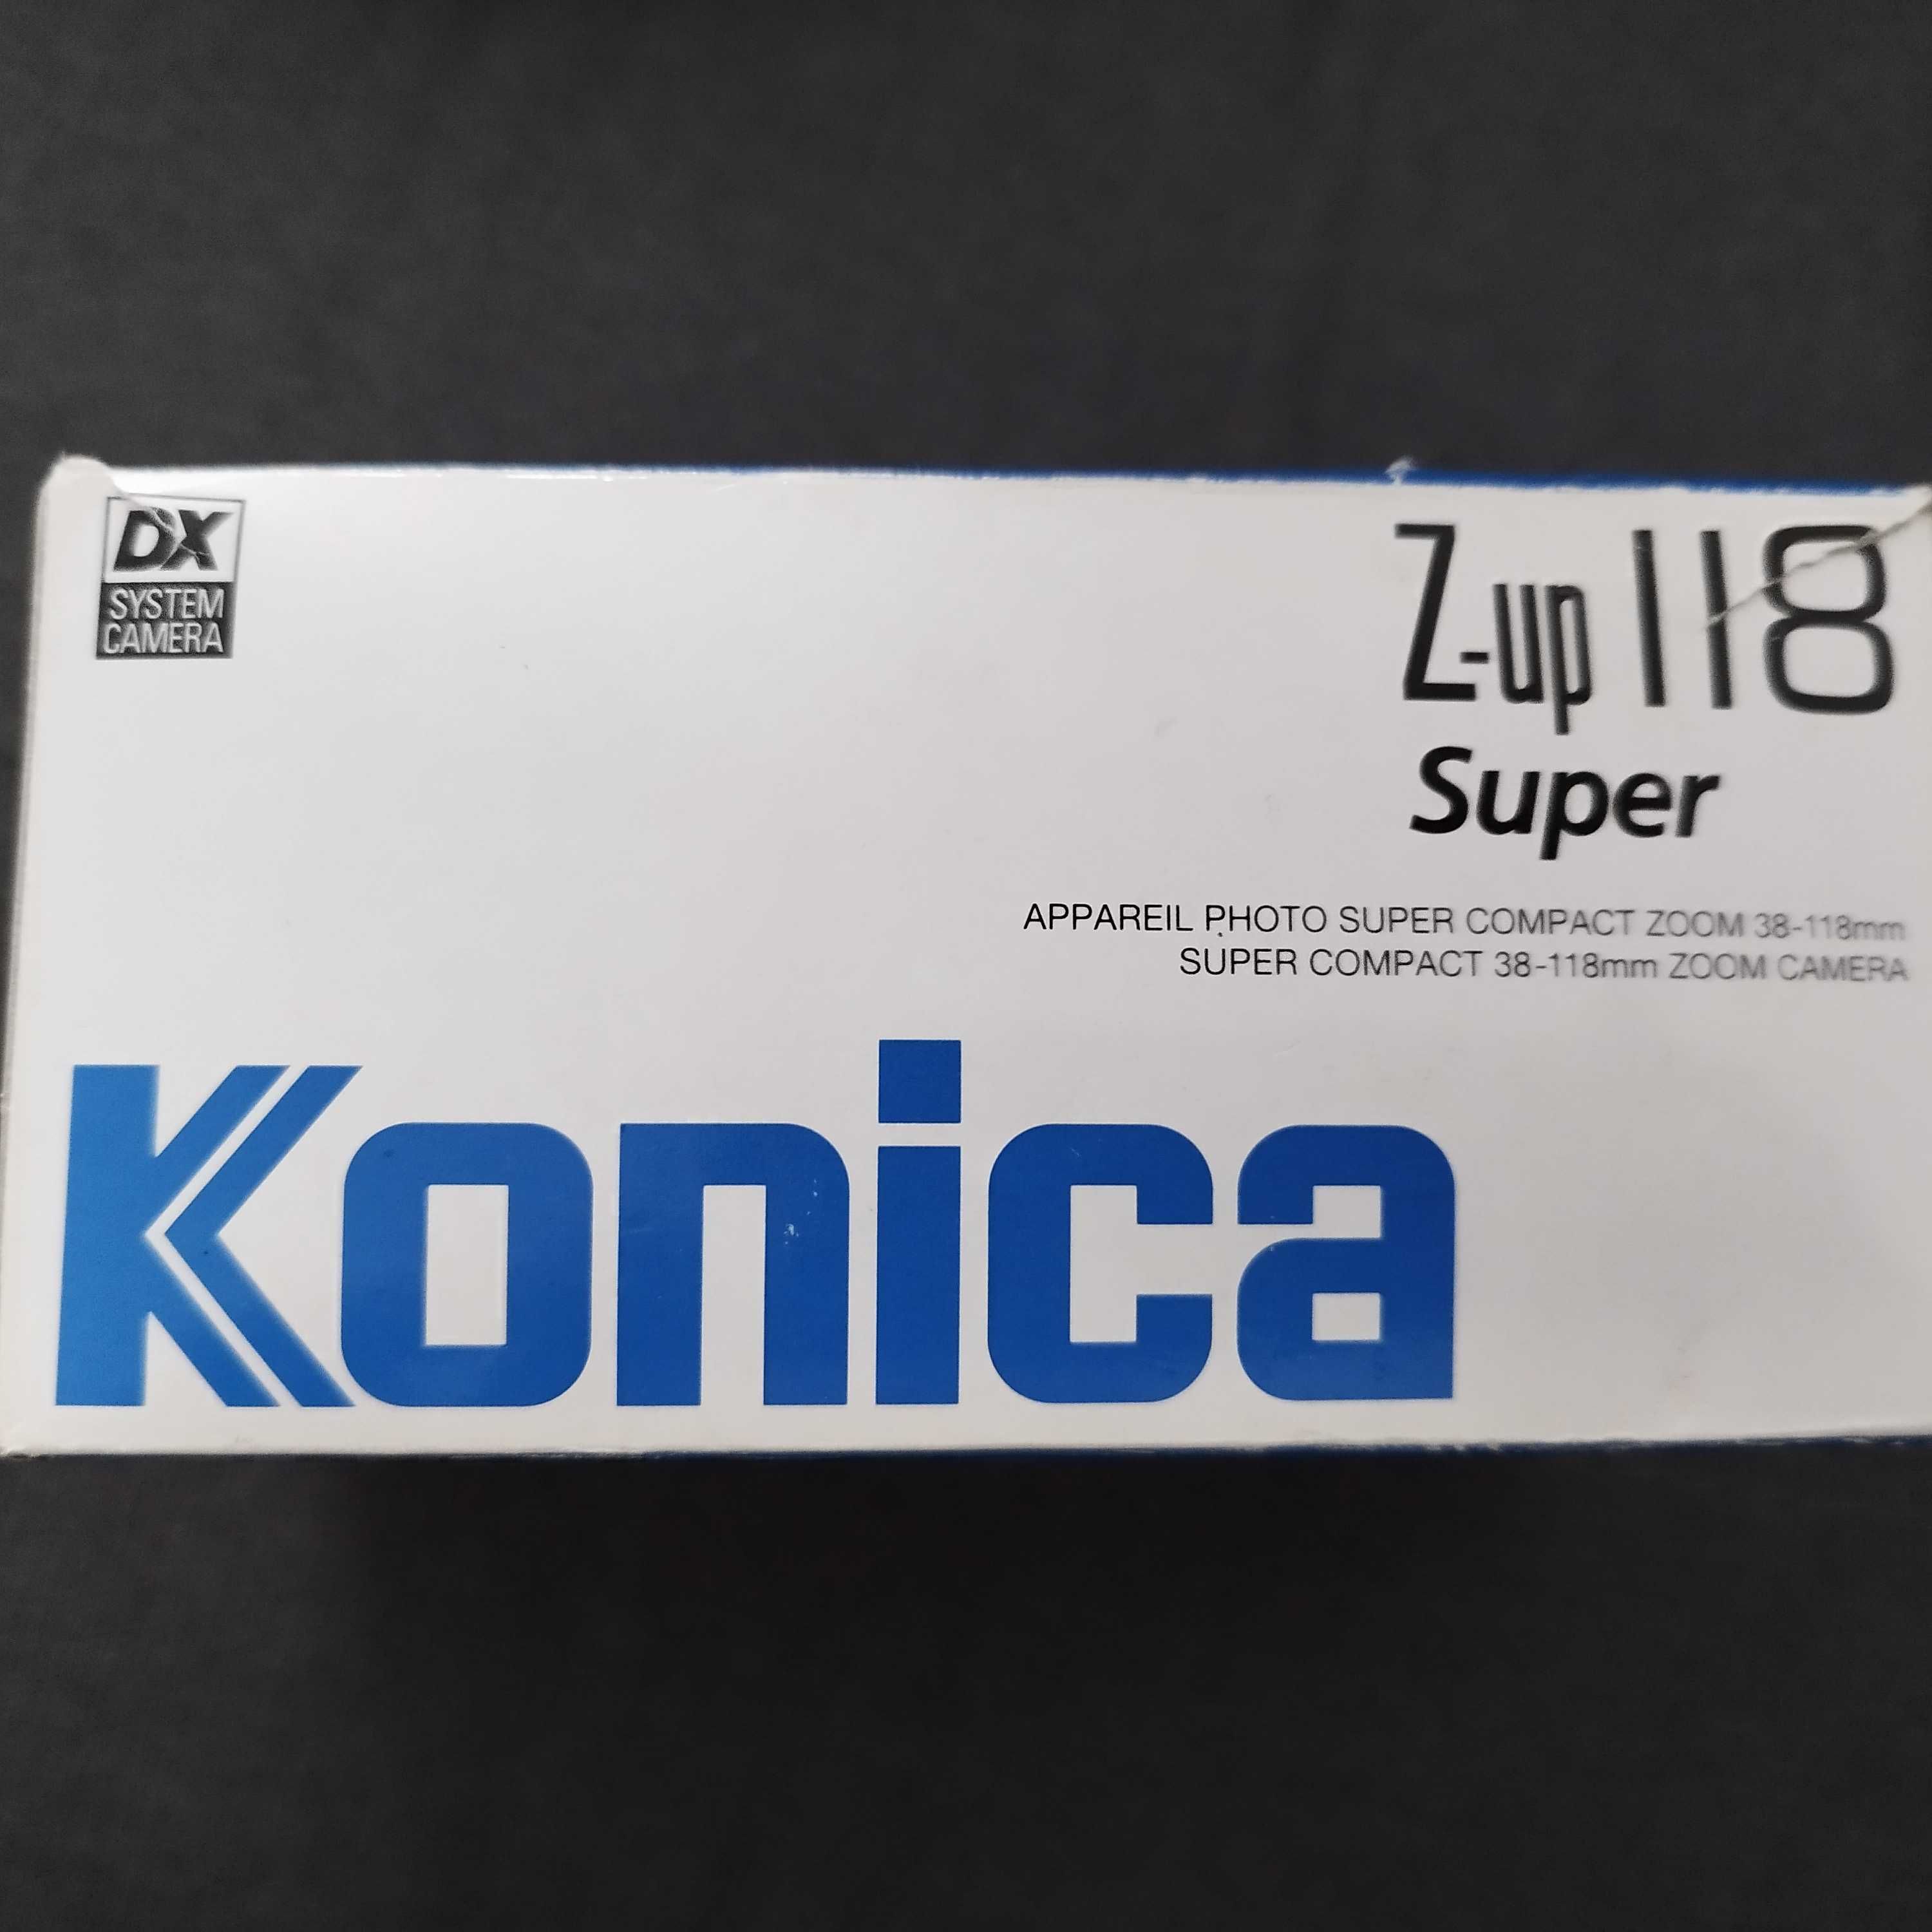 DX
SYSTEM
CAMERA
Z-up 118
Super
APPAREIL PHOTO SUPER COMPACT ZOOM 38-118mm
SUPER COMPACT 38-118mm ZOOM CAMERA
Konica